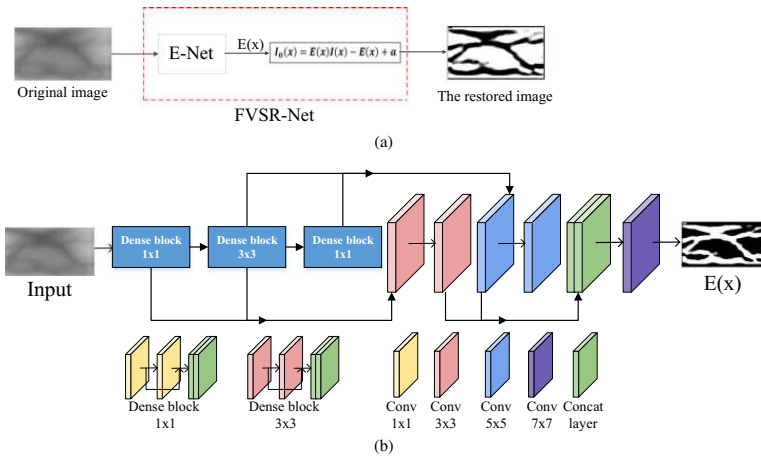 E-Net
E(x)
I₀(x) = E(x)I(x) − E(x) + a
Original image
The restored image
FVSR-Net
(a)
Dense block
1x1
Dense block
3x3
Dense block
1x1
Input
E(x)
Dense block
1x1
Dense block
3x3
Conv
1x1
Conv
3x3
Conv
5x5
Conv
7x7
Concat
layer
(b)